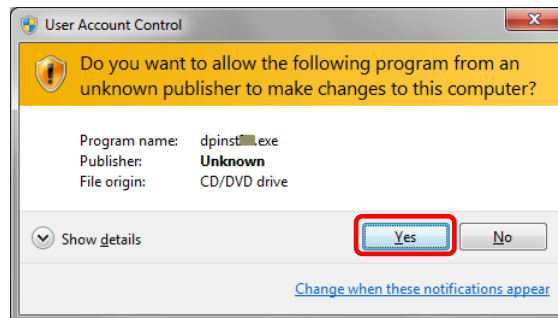 User Account Control
Do you want to allow the following program from an
unknown publisher to make changes to this computer?
Program name: dpinst .exe
Publisher: Unknown
File origin: CD/DVD drive
Show details Yes No
Change when these notifications appear